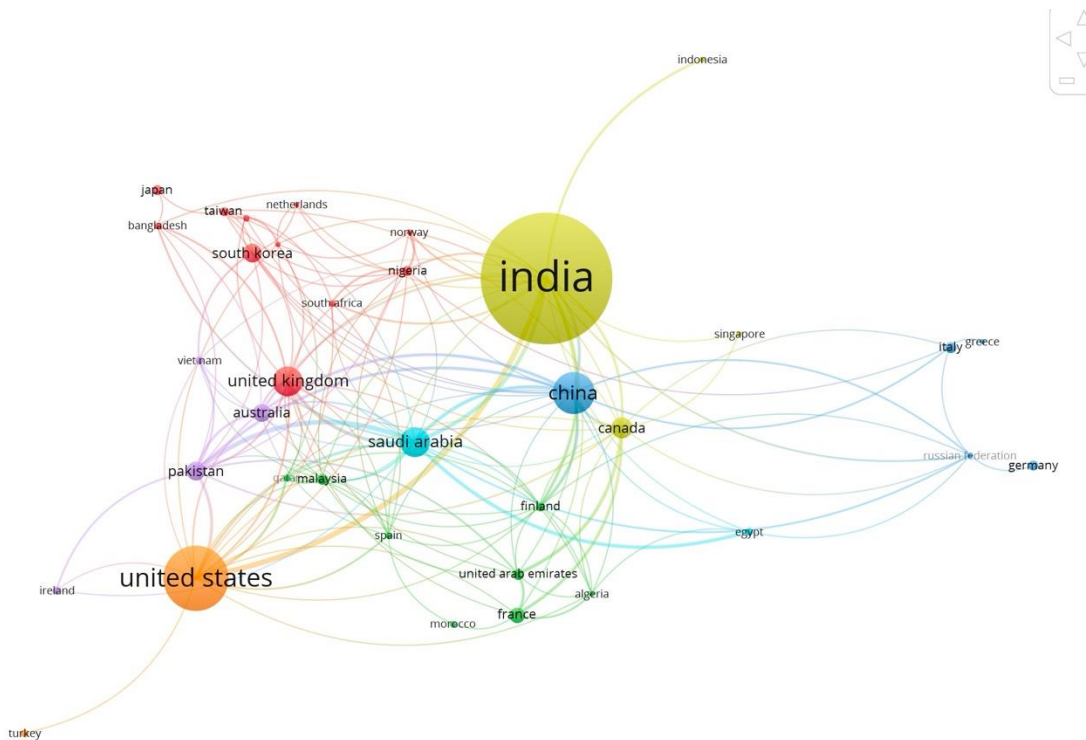 indonesia
japan
taiwan
netherlands
bangladesh
norway
south korea
nigeria
india
south africa
singapore
italy
greece
vietnam
united kingdom
china
australia
saudi arabia
canada
russian federation
germany
pakistan
qatar
malaysia
finland
spain
egypt
united states
united arab emirates
ireland
algeria
france
morocco
turkey